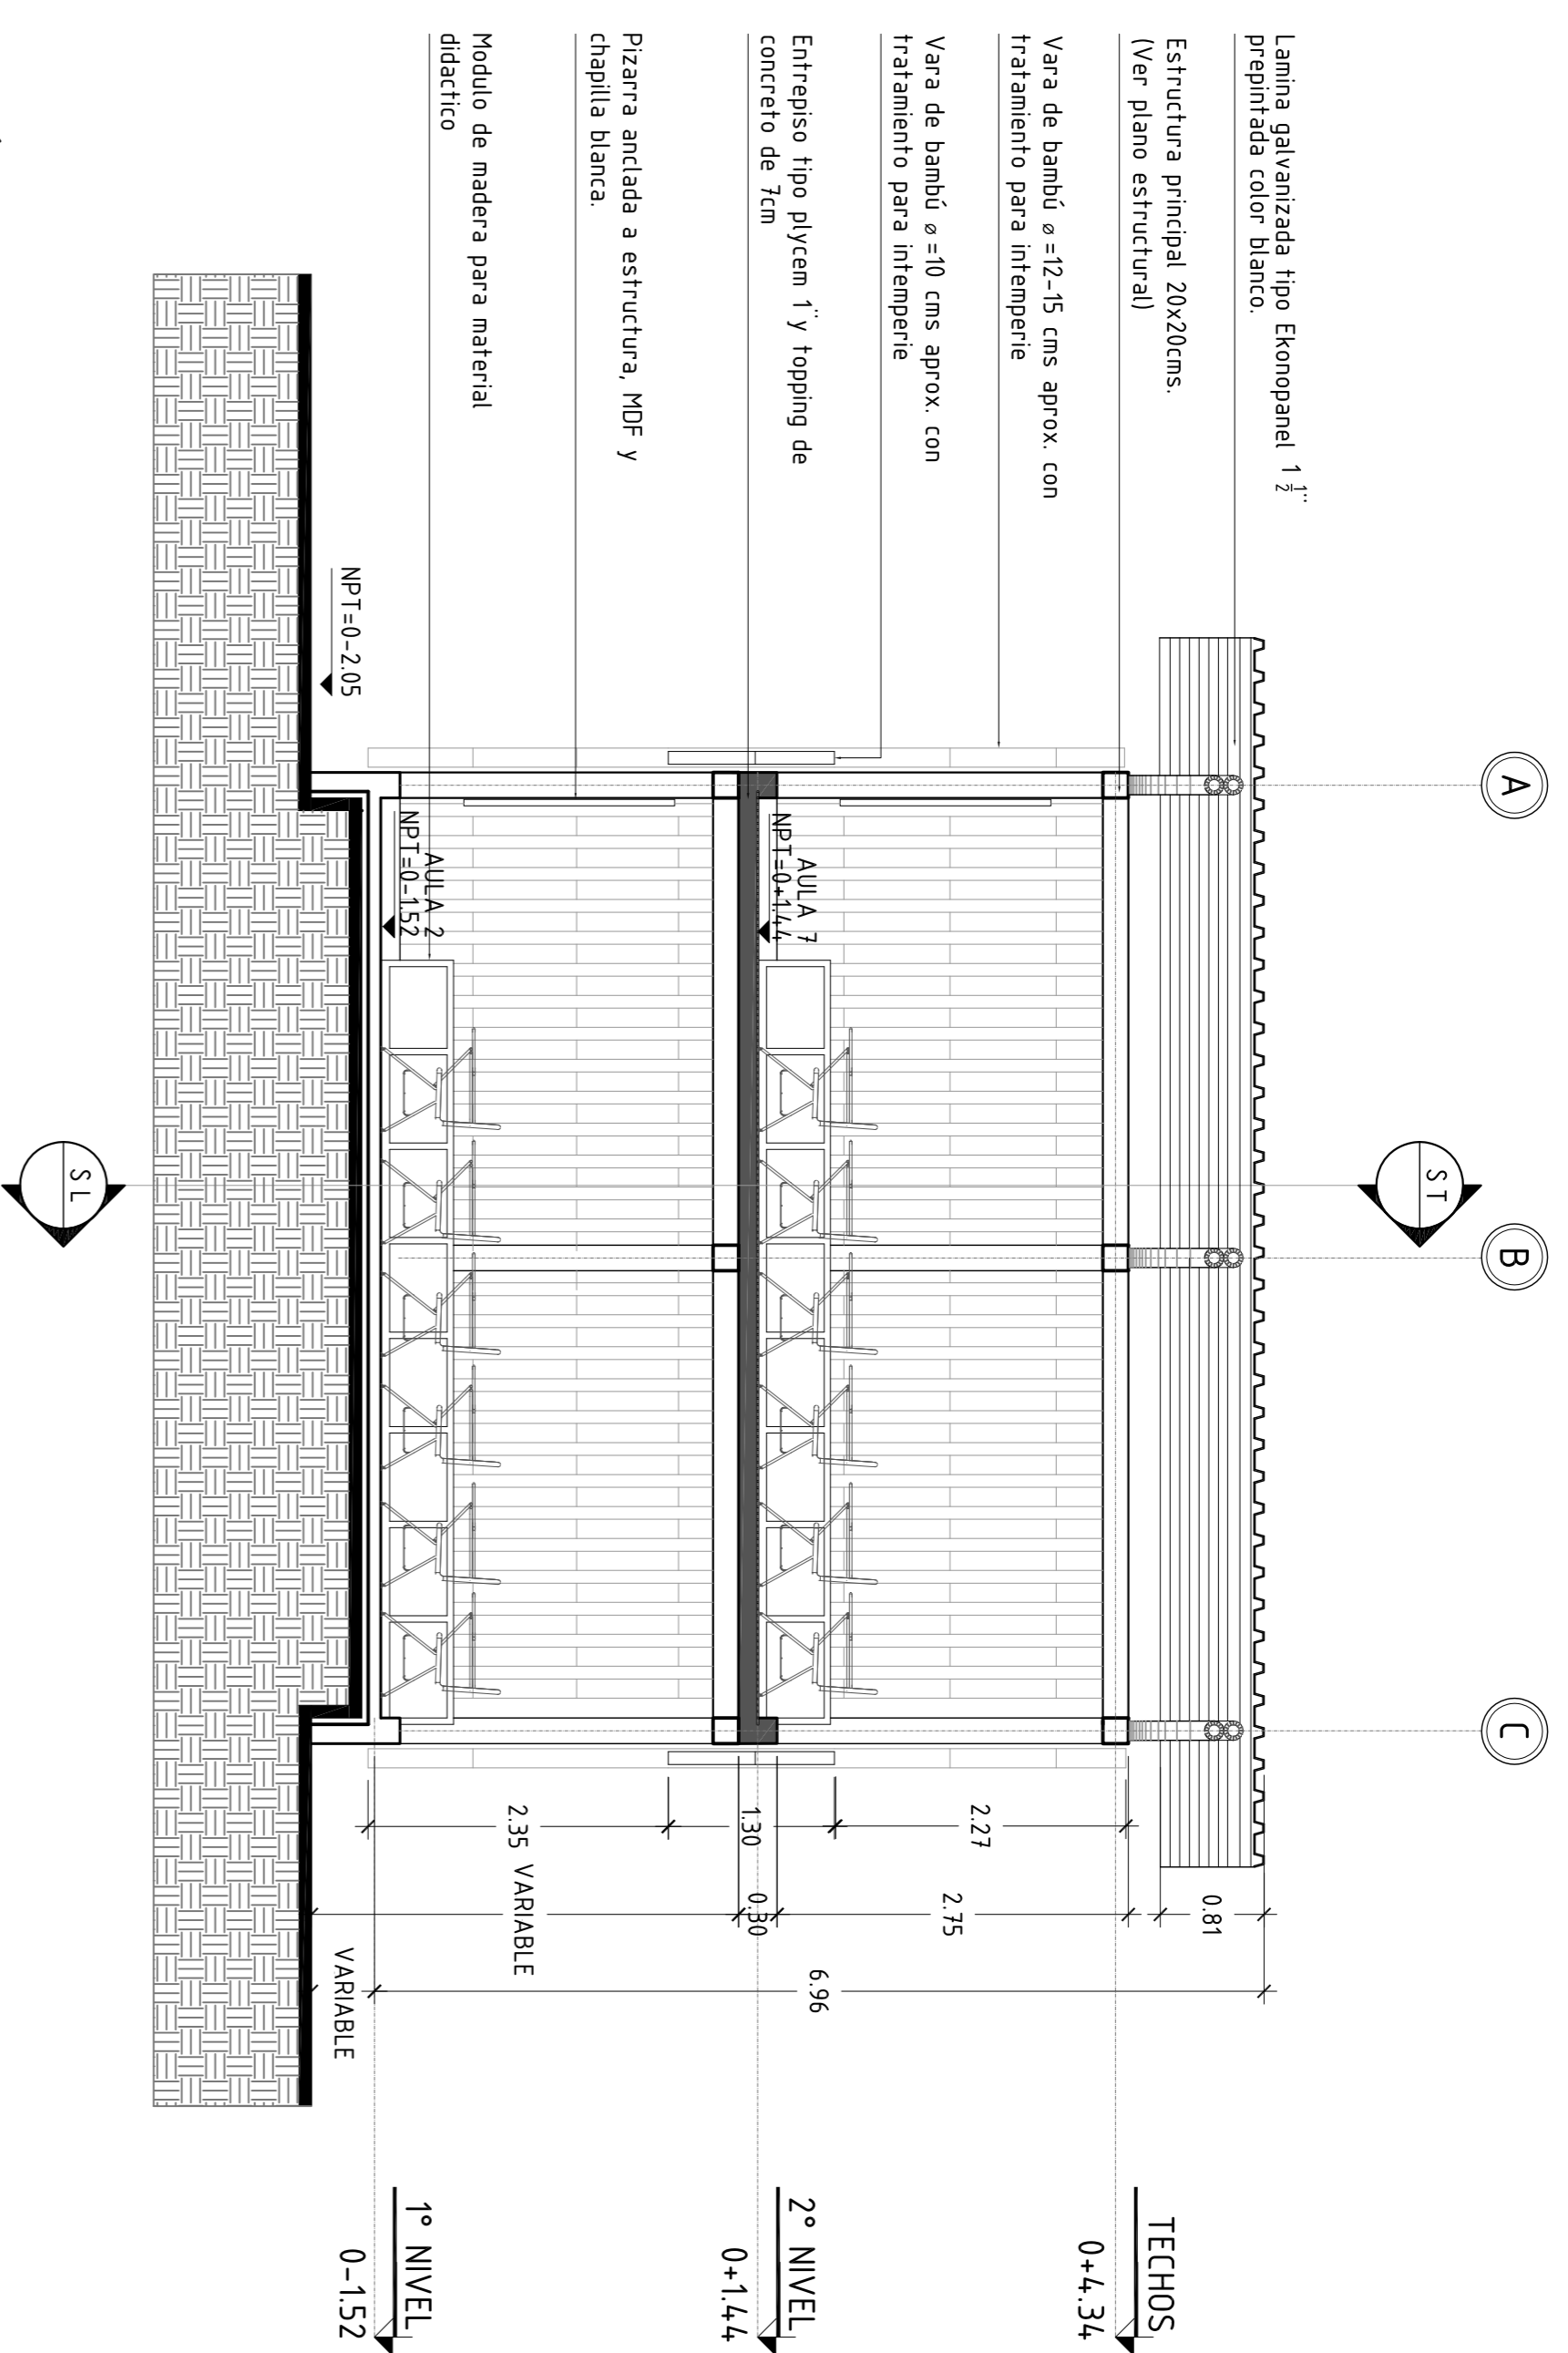 A
B
C
S T
Lamina galvanizada tipo Ekonopanel 1 1/2"
prepintada color blanco.
Estructura principal 20x20cms.
(Ver plano estructural)
Vara de bambú ⌀ =12-15 cms aprox. con
tratamiento para intemperie
Vara de bambú ⌀ =10 cms aprox. con
tratamiento para intemperie
Entrepiso tipo plycem 1" y topping de
concreto de 7cm
Pizarra anclada a estructura, MDF y
chapilla blanca.
Modulo de madera para material
didactico
NPT=0-2.05
AULA 7
NPT=0+1.44
AULA 2
NPT=0-1.52
2.27
1.30
2.35 VARIABLE
0.81
2.75
0.30
6.96
VARIABLE
TECHOS
0+4.34
2° NIVEL
0+1.44
1° NIVEL
0-1.52
S L